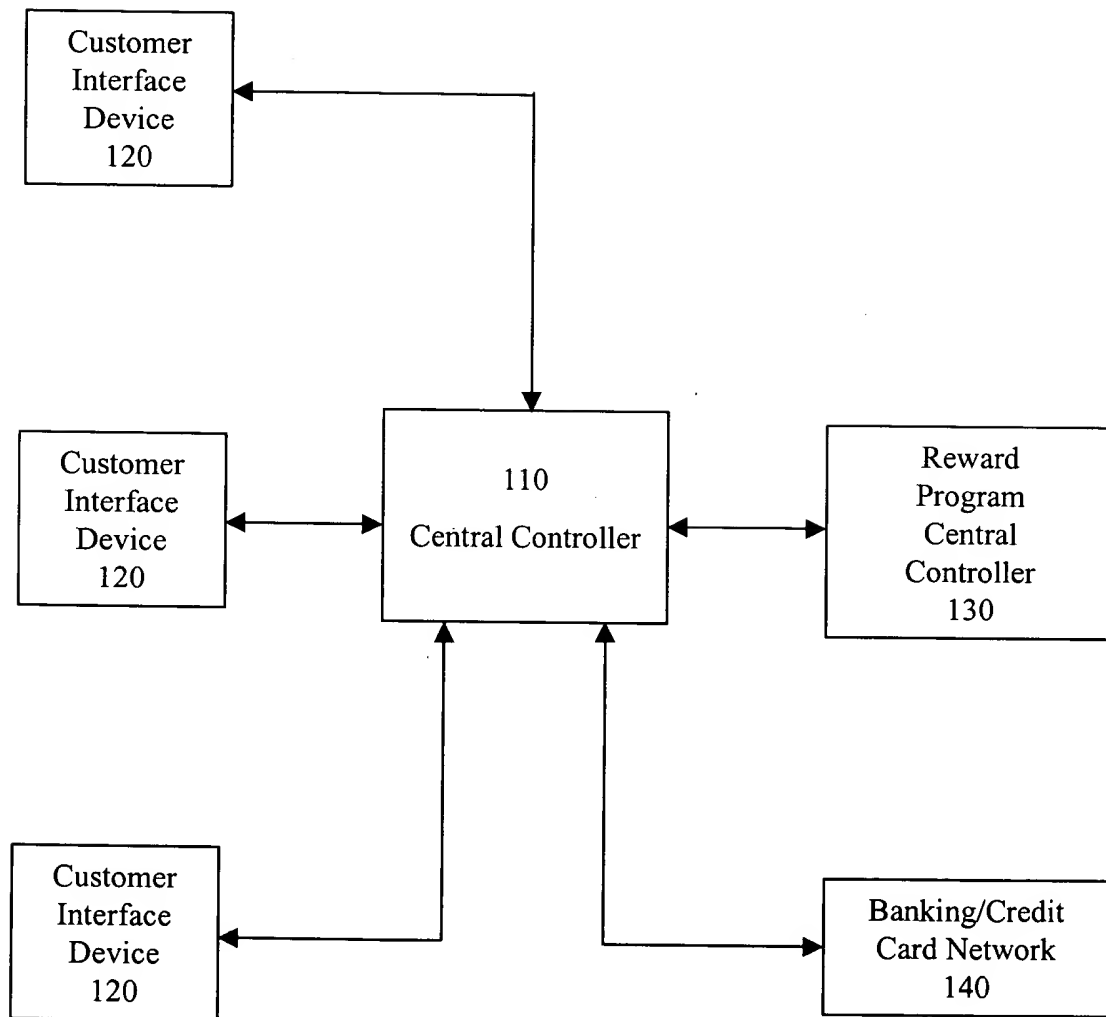 Customer
Interface
Device
120
Customer
Interface
Device
120
110
Central Controller
Reward
Program
Central
Controller
130
Customer
Interface
Device
120
Banking/Credit
Card Network
140